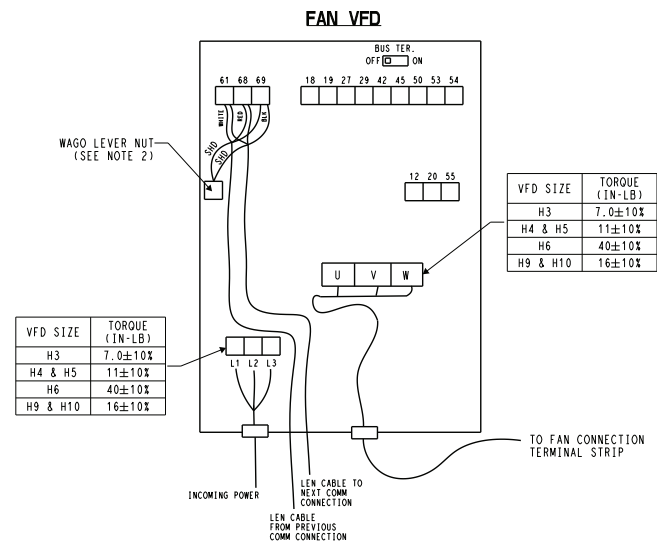 FAN VFD
BUS TER.
OFF ON
61 68 69
18 19 27 29 42 45 50 53 54
WHITE
RED
BLK
SHD
SHD
WAGO LEVER NUT
(SEE NOTE 2)
12 20 55
VFD SIZE TORQUE (IN-LB)
H3 7.0±10%
H4 & H5 11±10%
H6 40±10%
H9 & H10 16±10%
U V W
VFD SIZE TORQUE (IN-LB)
H3 7.0±10%
H4 & H5 11±10%
H6 40±10%
H9 & H10 16±10%
L1 L2 L3
TO FAN CONNECTION
TERMINAL STRIP
INCOMING POWER
LEN CABLE TO
NEXT COMM
CONNECTION
LEN CABLE
FROM PREVIOUS
COMM CONNECTION